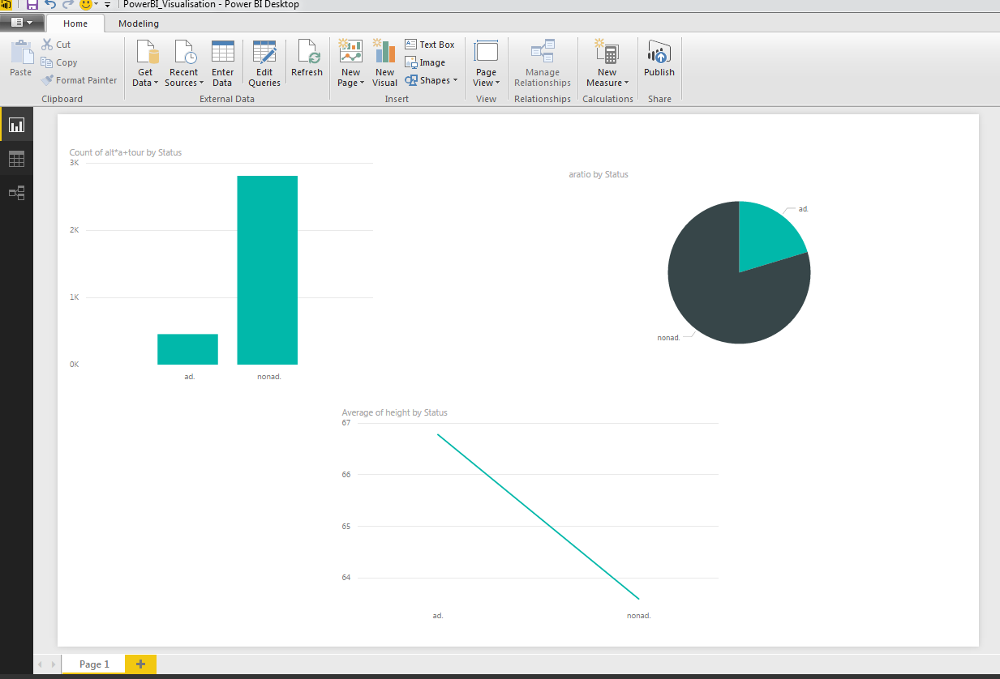 PowerBI_Visualisation - Power BI Desktop
Home
Modeling
Paste
Cut
Copy
Format Painter
Clipboard
Get Data
Recent Sources
Enter Data
Edit Queries
Refresh
External Data
New Page
New Visual
Text Box
Image
Shapes
Insert
Page View
View
Manage Relationships
Relationships
New Measure
Calculations
Publish
Share
Count of alt*a+tour by Status
3K
2K
1K
0K
ad.
nonad.
aratio by Status
ad.
nonad.
Average of height by Status
67
66
65
64
ad.
nonad.
Page 1